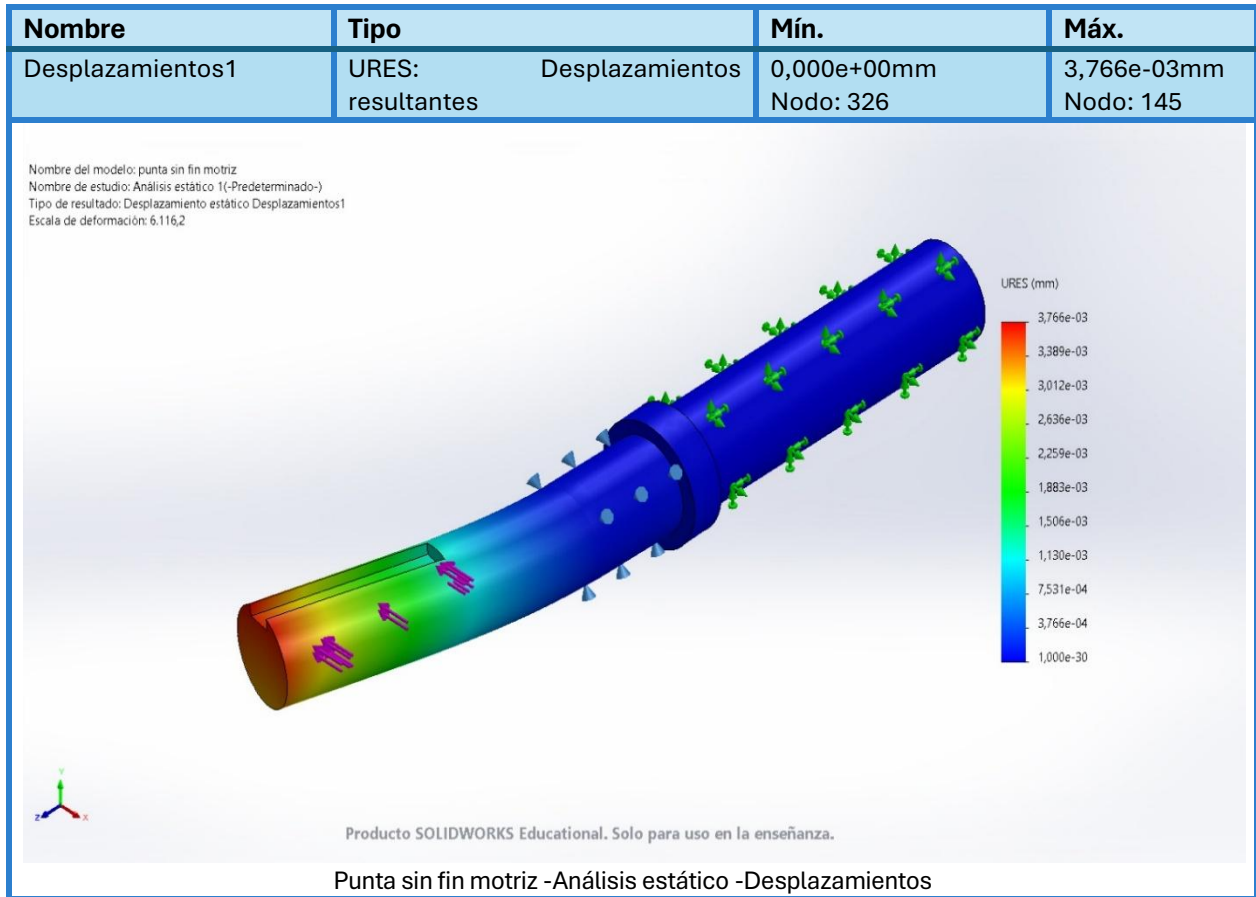 Nombre Tipo Mín. Máx.
Desplazamientos1 URES: Desplazamientos 0,000e+00mm 3,766e-03mm
resultantes Nodo: 326 Nodo: 145
Nombre del modelo: punta sin fin motriz
Nombre de estudio: Análisis estático 1(-Predeterminado-)
Tipo de resultado: Desplazamiento estático Desplazamientos1
Escala de deformación: 6.116,2
URES (mm)
3,766e-03
3,389e-03
3,012e-03
2,636e-03
2,259e-03
1,883e-03
1,506e-03
1,130e-03
7,531e-04
3,766e-04
1,000e-30
Y
Z
X
Producto SOLIDWORKS Educational. Solo para uso en la enseñanza.
Punta sin fin motriz -Análisis estático -Desplazamientos